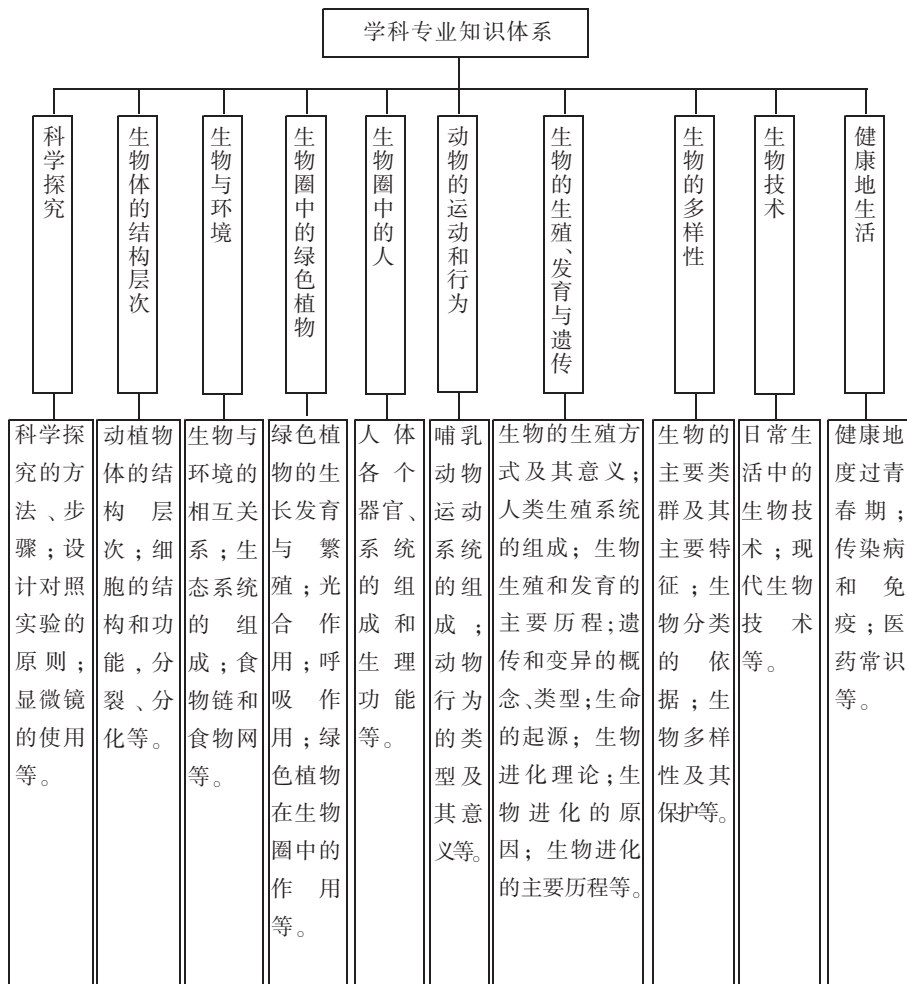 学科专业知识体系
科学探究
生物体的结构层次
生物与环境
生物圈中的绿色植物
生物圈中的人
动物的运动和行为
生物的生殖、发育与遗传
生物的多样性
生物技术
健康地生活
科学探
究的方
法、步
骤;设
计对照
实验的
原则;
显微镜
的使用
等。
动植物
体的结
构层
次;细
胞的结
构和功
能,分
裂、分
化等。
生物与
环境的
相互关
系;生
态系统
的组
成;食
物链和
食物网
等。
绿色植
物的生
长发育
与繁
殖;光
合作
用;呼
吸作
用;绿
色植物
在生物
圈中的
作用
等。
人体
各个
器官、
系统
的组
成和
生理
功能
等。
哺乳
动物
运动
系统
的组
成;
动物
行为
的类
型及
其意
义等。
生物的生殖方
式及其意义;
人类生殖系统
的组成;生物
生殖和发育的
主要历程;遗
传和变异的概
念、类型;生命
的起源;生物
进化理论;生
物进化的原
因;生物进化
的主要历程等。
生物的
主要类
群及其
主要特
征;生
物分类
的依
据;生
物多样
性及其
保护等。
日常生
活中的
生物技
术;现
代生物
技术
等。
健康地
度过青
春期;
传染病
和免
疫;医
药常识
等。